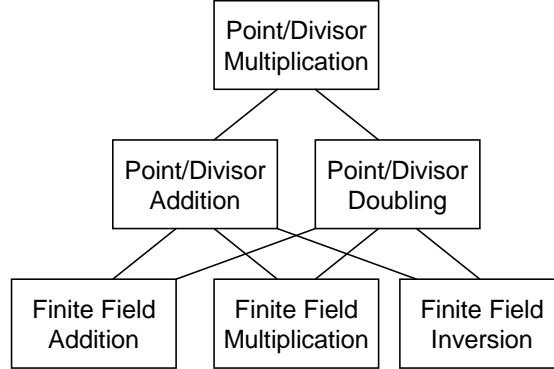 Point/Divisor
Multiplication
Point/Divisor
Addition
Point/Divisor
Doubling
Finite Field
Addition
Finite Field
Multiplication
Finite Field
Inversion